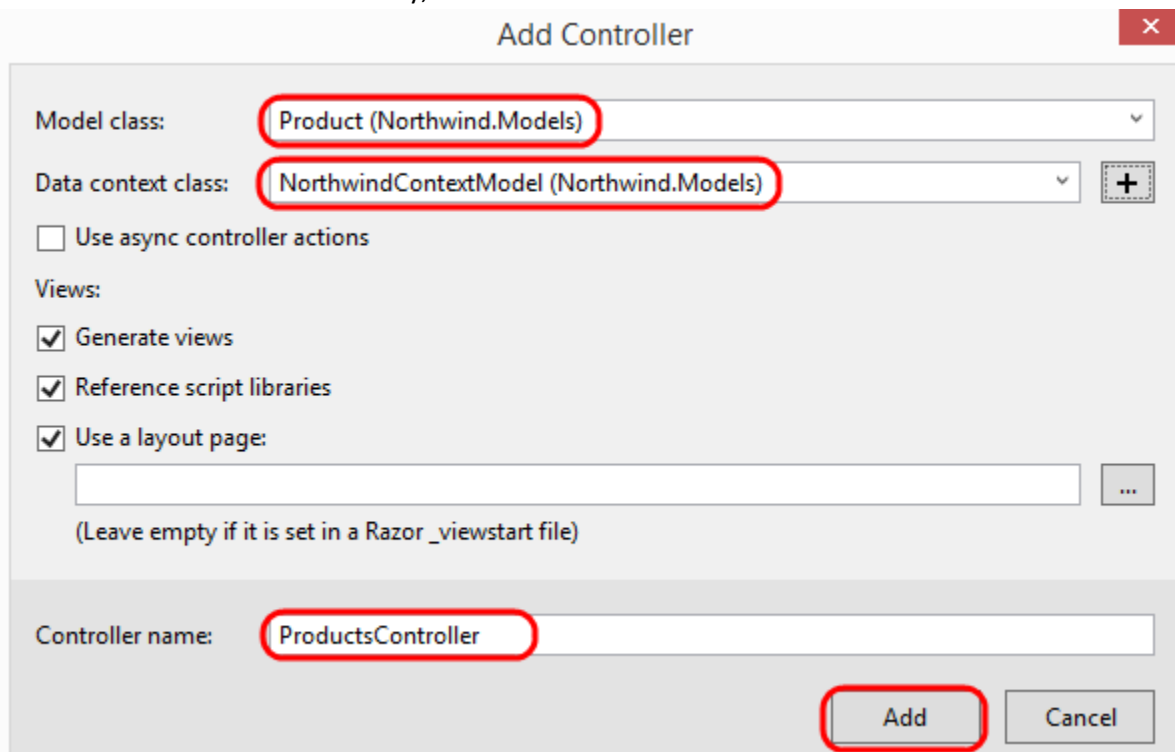 Add Controller
Model class: Product (Northwind.Models)
Data context class: NorthwindContextModel (Northwind.Models) +
Use async controller actions
Views:
Generate views
Reference script libraries
Use a layout page:
...
(Leave empty if it is set in a Razor _viewstart file)
Controller name: ProductsController
Add Cancel